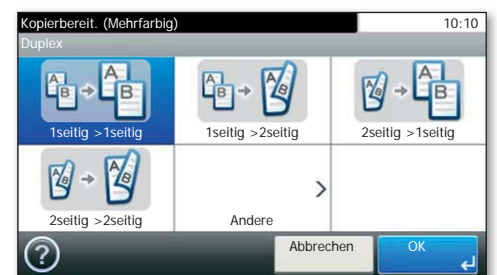 Kopierbereit. (Mehrfarbig) 10:10
Duplex
1seitig >1seitig 1seitig >2seitig 2seitig >1seitig
2seitig >2seitig Andere
Abbrechen OK